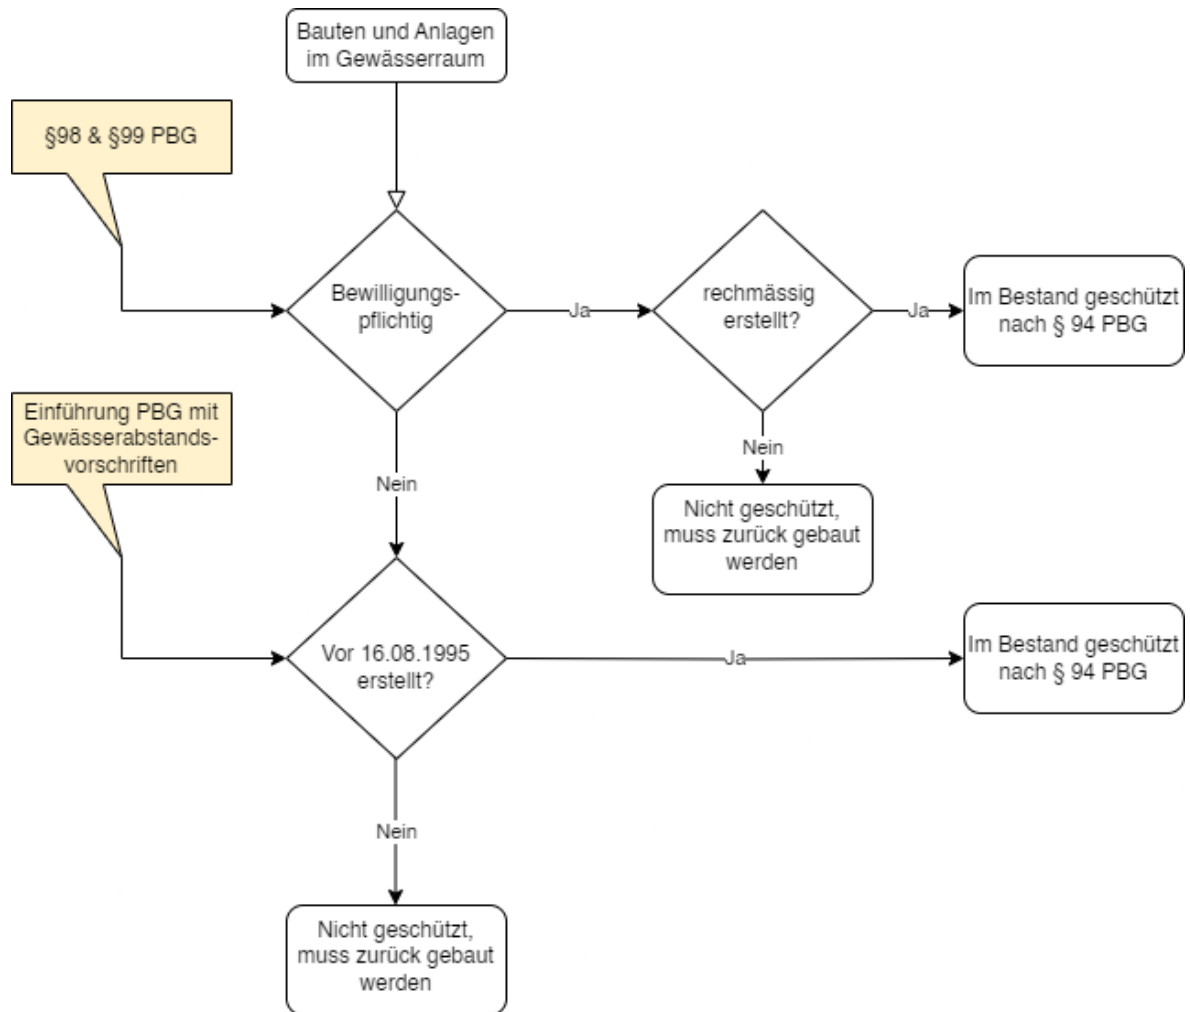 Bauten und Anlagen
im Gewässerraum
§98 & §99 PBG
Bewilligungs-
pflichtig
Ja
rechmässig
erstellt?
Ja
Im Bestand geschützt
nach § 94 PBG
Einführung PBG mit
Gewässerabstands-
vorschriften
Nein
Nein
Nicht geschützt,
muss zurück gebaut
werden
Vor 16.08.1995
erstellt?
Ja
Im Bestand geschützt
nach § 94 PBG
Nein
Nicht geschützt,
muss zurück gebaut
werden